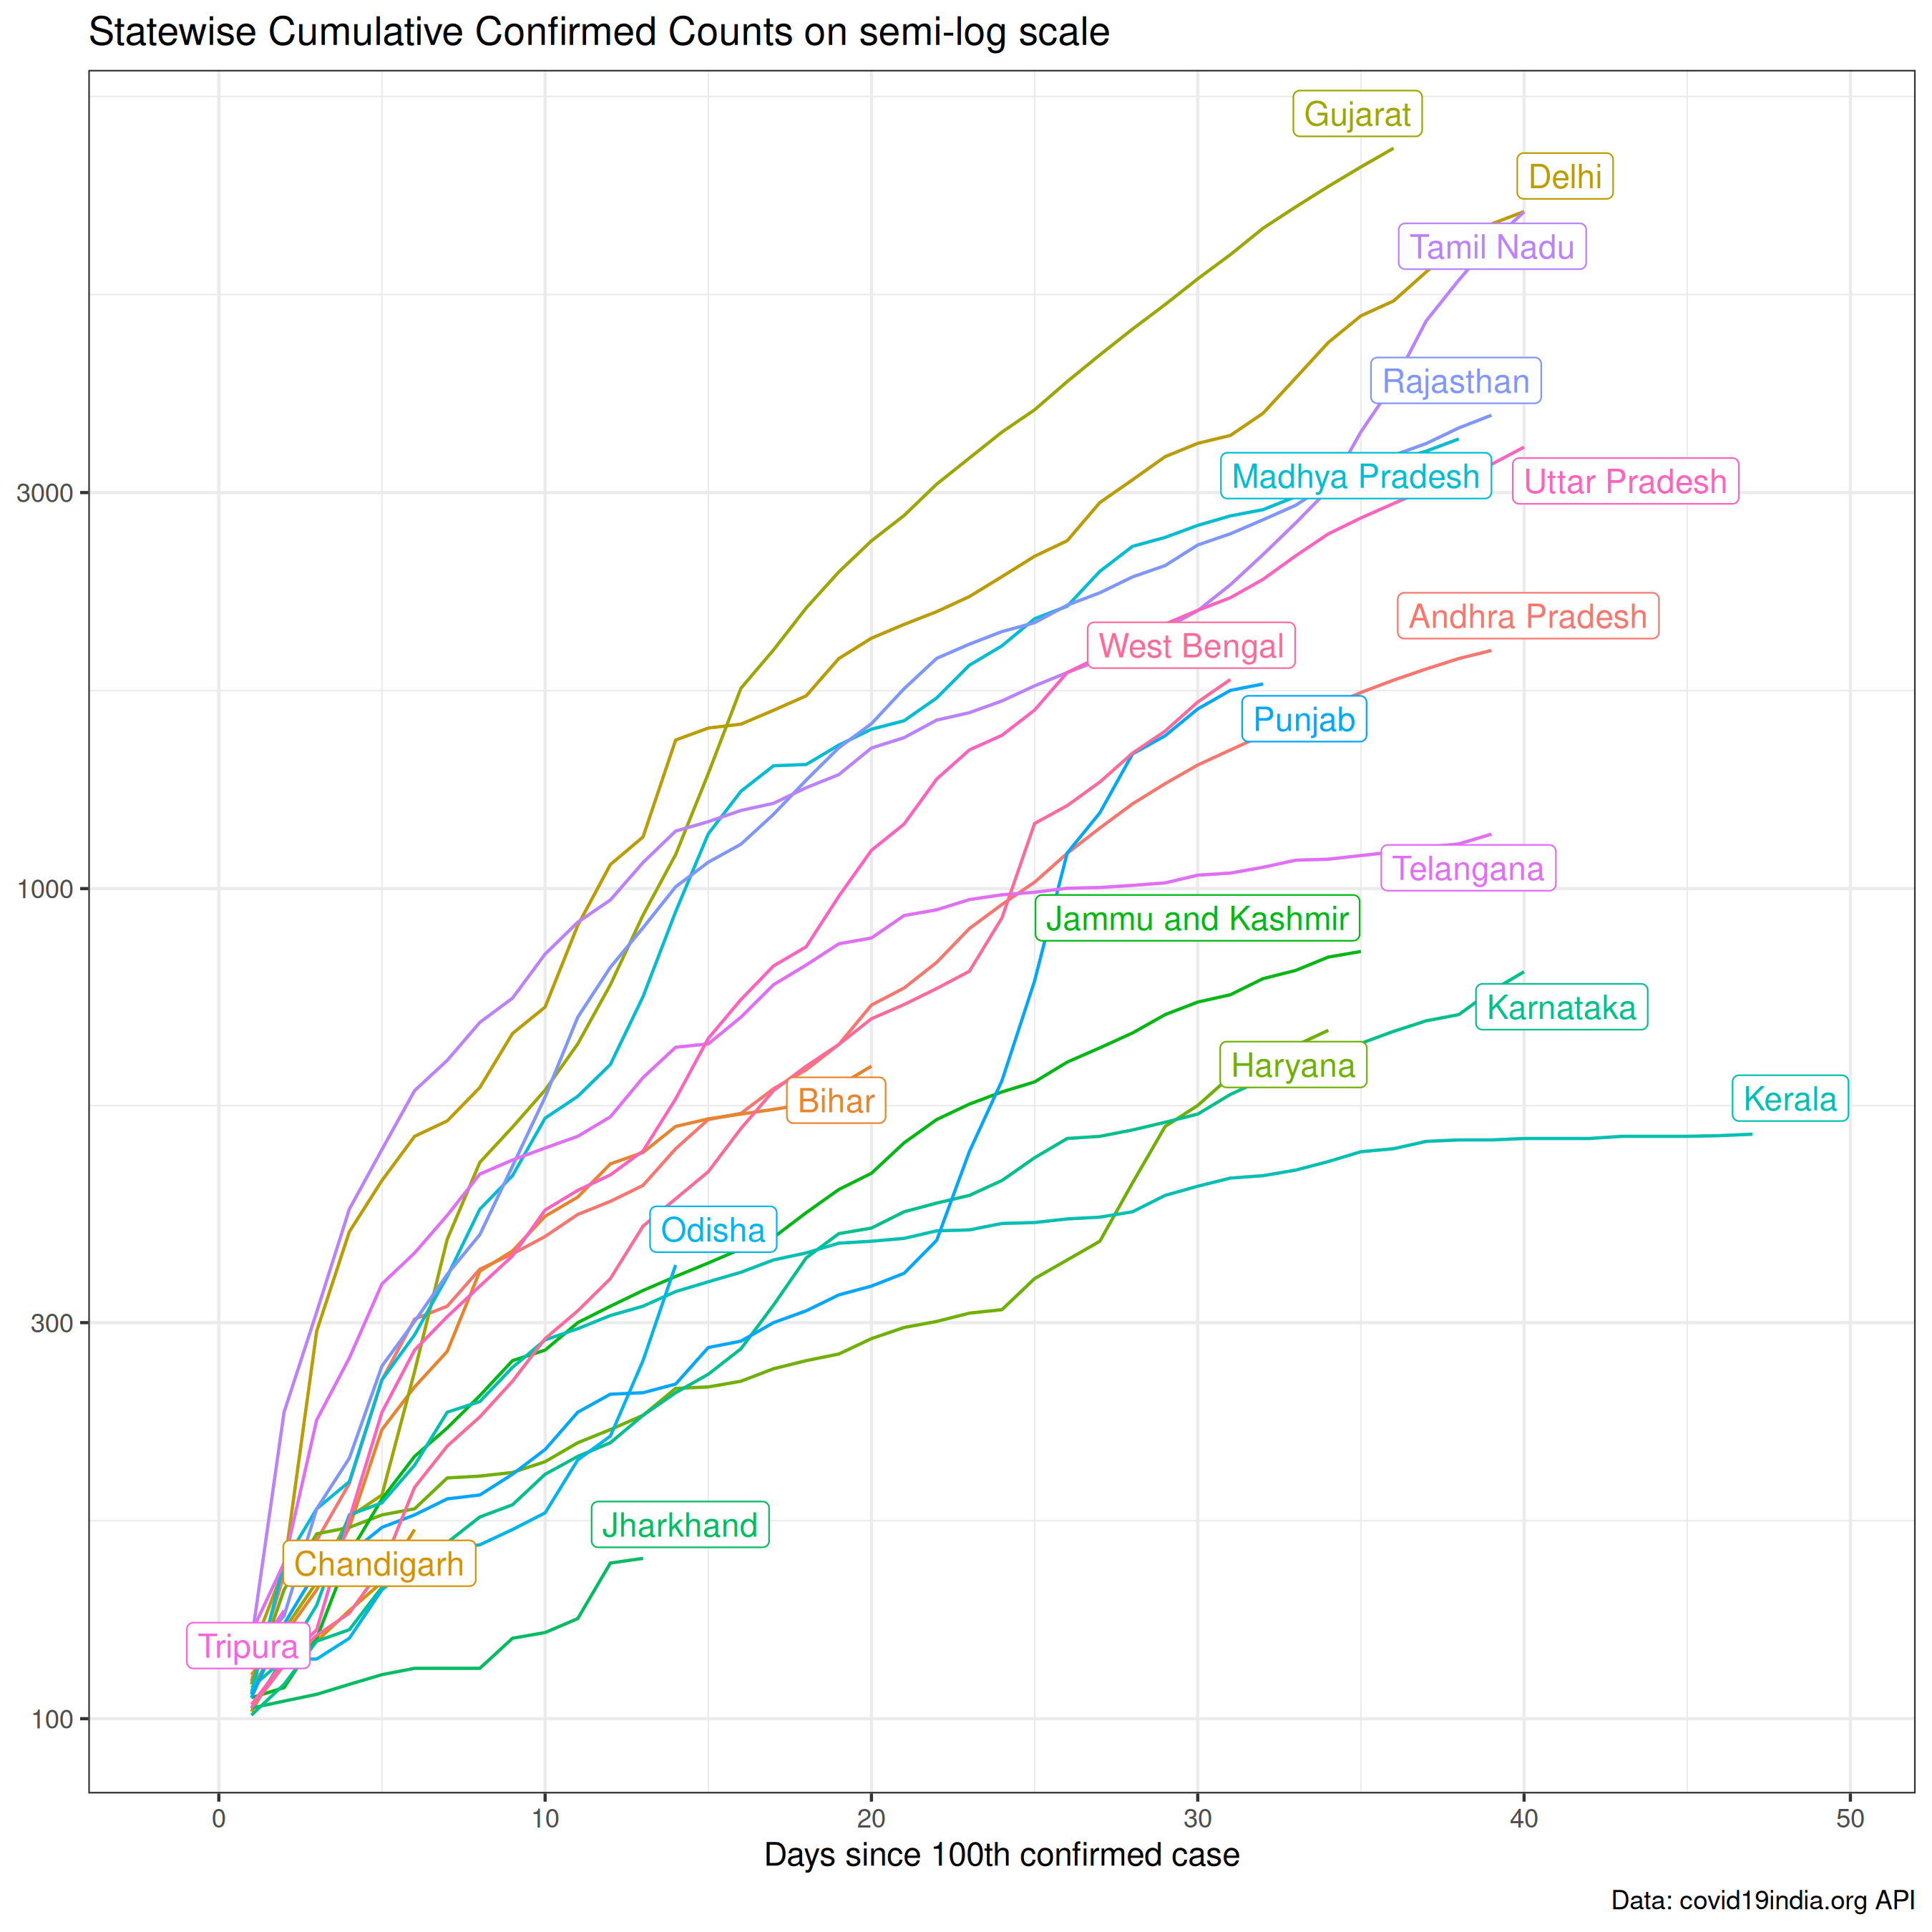 Statewise Cumulative Confirmed Counts on semi-log scale
Gujarat
Delhi
Tamil Nadu
Rajasthan
Madhya Pradesh
Uttar Pradesh
3000
Andhra Pradesh
West Bengal
Punjab
Telangana
1000
Jammu and Kashmir
Karnataka
Haryana
Bihar
Kerala
Odisha
300
Jharkhand
Chandigarh
Tripura
100
0 10 20 30 40 50
Days since 100th confirmed case
Data: covid19india.org API